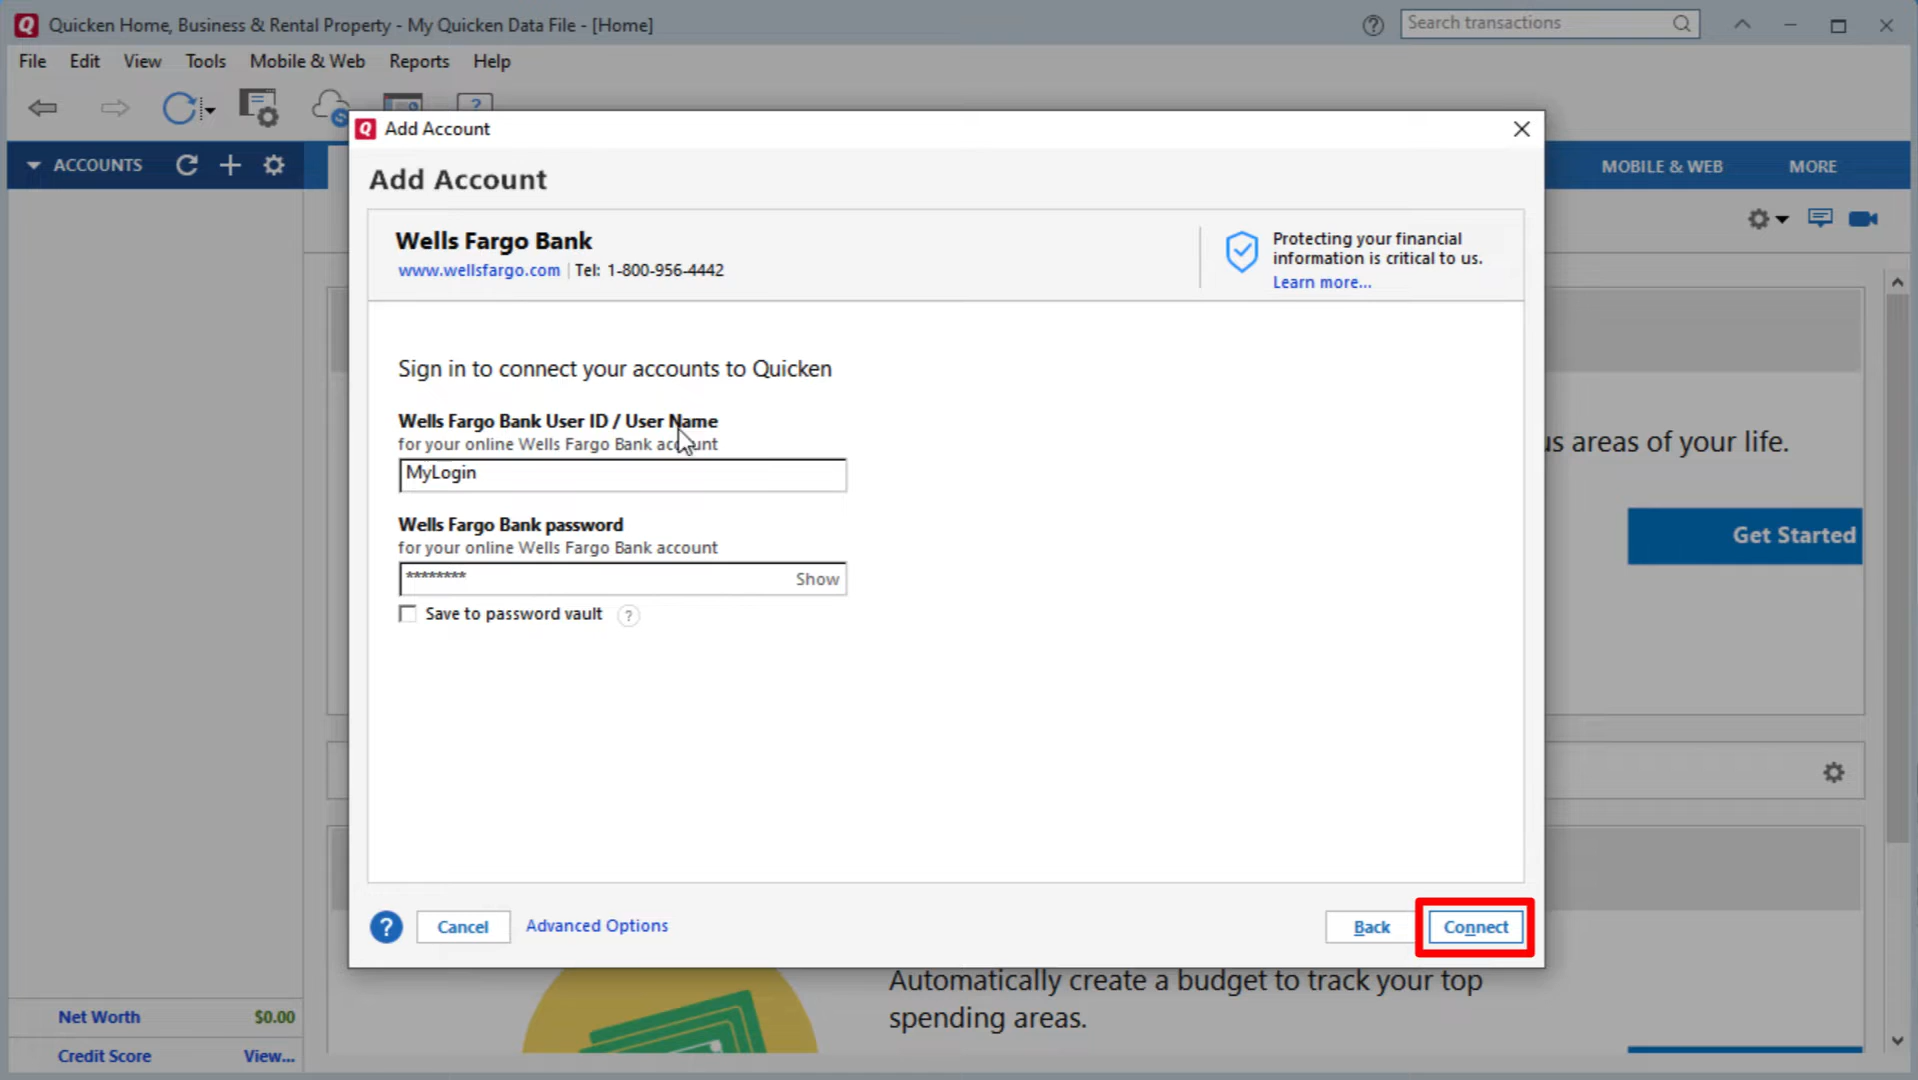 Quicken Home, Business & Rental Property - My Quicken Data File - [Home]
Search transactions
File Edit View Tools Mobile & Web Reports Help
Add Account
ACCOUNTS
MOBILE & WEB MORE
Add Account
Wells Fargo Bank
www.wellsfargo.com | Tel: 1-800-956-4442
Protecting your financial
information is critical to us.
Learn more...
Sign in to connect your accounts to Quicken
Wells Fargo Bank User ID / User Name
for your online Wells Fargo Bank account
MyLogin
us areas of your life.
Wells Fargo Bank password
for your online Wells Fargo Bank account
******** Show
Get Started
Save to password vault ?
? Cancel Advanced Options Back Connect
Automatically create a budget to track your top
spending areas.
Net Worth $0.00
Credit Score View...